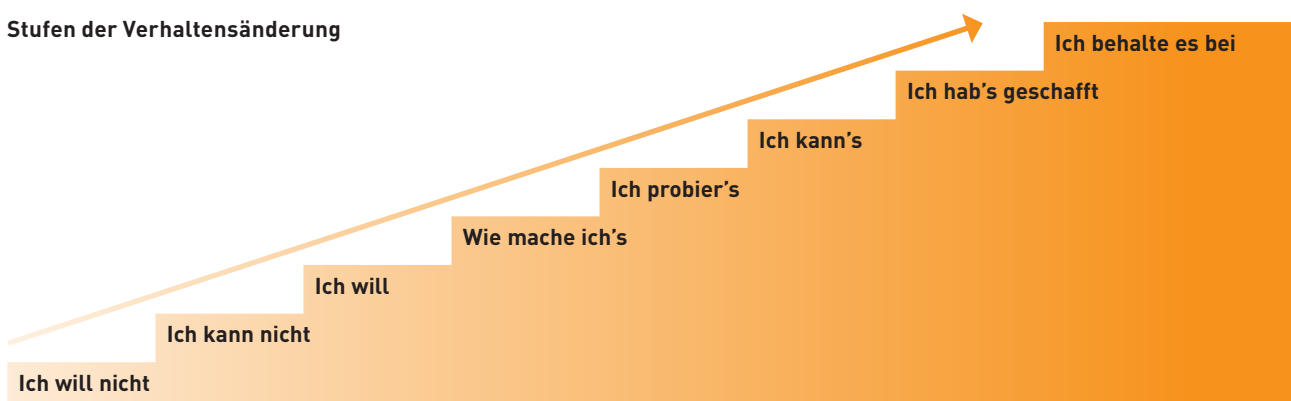 Stufen der Verhaltensänderung
Ich behalte es bei
Ich hab’s geschafft
Ich kann’s
Ich probier’s
Wie mache ich’s
Ich will
Ich kann nicht
Ich will nicht